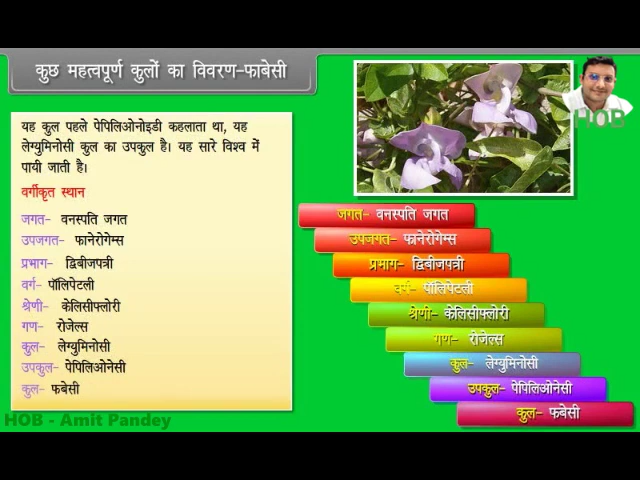 कुछ महत्वपूर्ण कुलों का विवरण-फाबेसी
HOB
यह कुल पहले पेपिलिओनोइडी कहलाता था, यह
लेग्युमिनोसी कुल का उपकुल है। यह सारे विश्व में
पायी जाती है।
वर्गीकृत स्थान
जगत- वनस्पति जगत
उपजगत- फानेरोगेम्स
प्रभाग- द्विबीजपत्री
वर्ग- पॉलिपेटली
श्रेणी- केलिसीफ्लोरी
गण- रोजेल्स
कुल- लेग्युमिनोसी
उपकुल- पेपिलिओनेसी
कुल- फबेसी
जगत- वनस्पति जगत
उपजगत- फानेरोगेम्स
प्रभाग- द्विबीजपत्री
वर्ग- पॉलिपेटली
श्रेणी- केलिसीफ्लोरी
गण- रोजेल्स
कुल- लेग्युमिनोसी
उपकुल- पेपिलिओनेसी
कुल- फबेसी
HOB - Amit Pandey